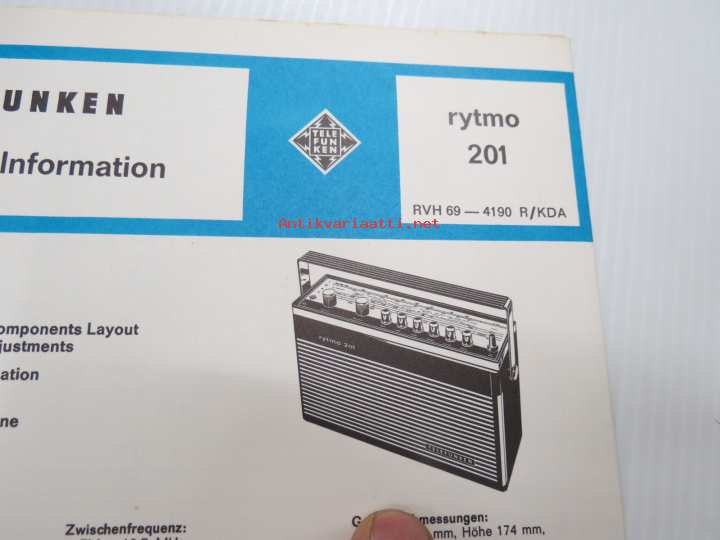 UNKEN
Information
TELE
FUN
KEN
rytmo
201
RVH 69 — 4190 R/KDA
Antikvariaatti.net
omponents Layout
justments
ation
ne
rytmo 201
TELEFUNKEN
Zwischenfrequenz:
messungen:
mm, Höhe 174 mm,